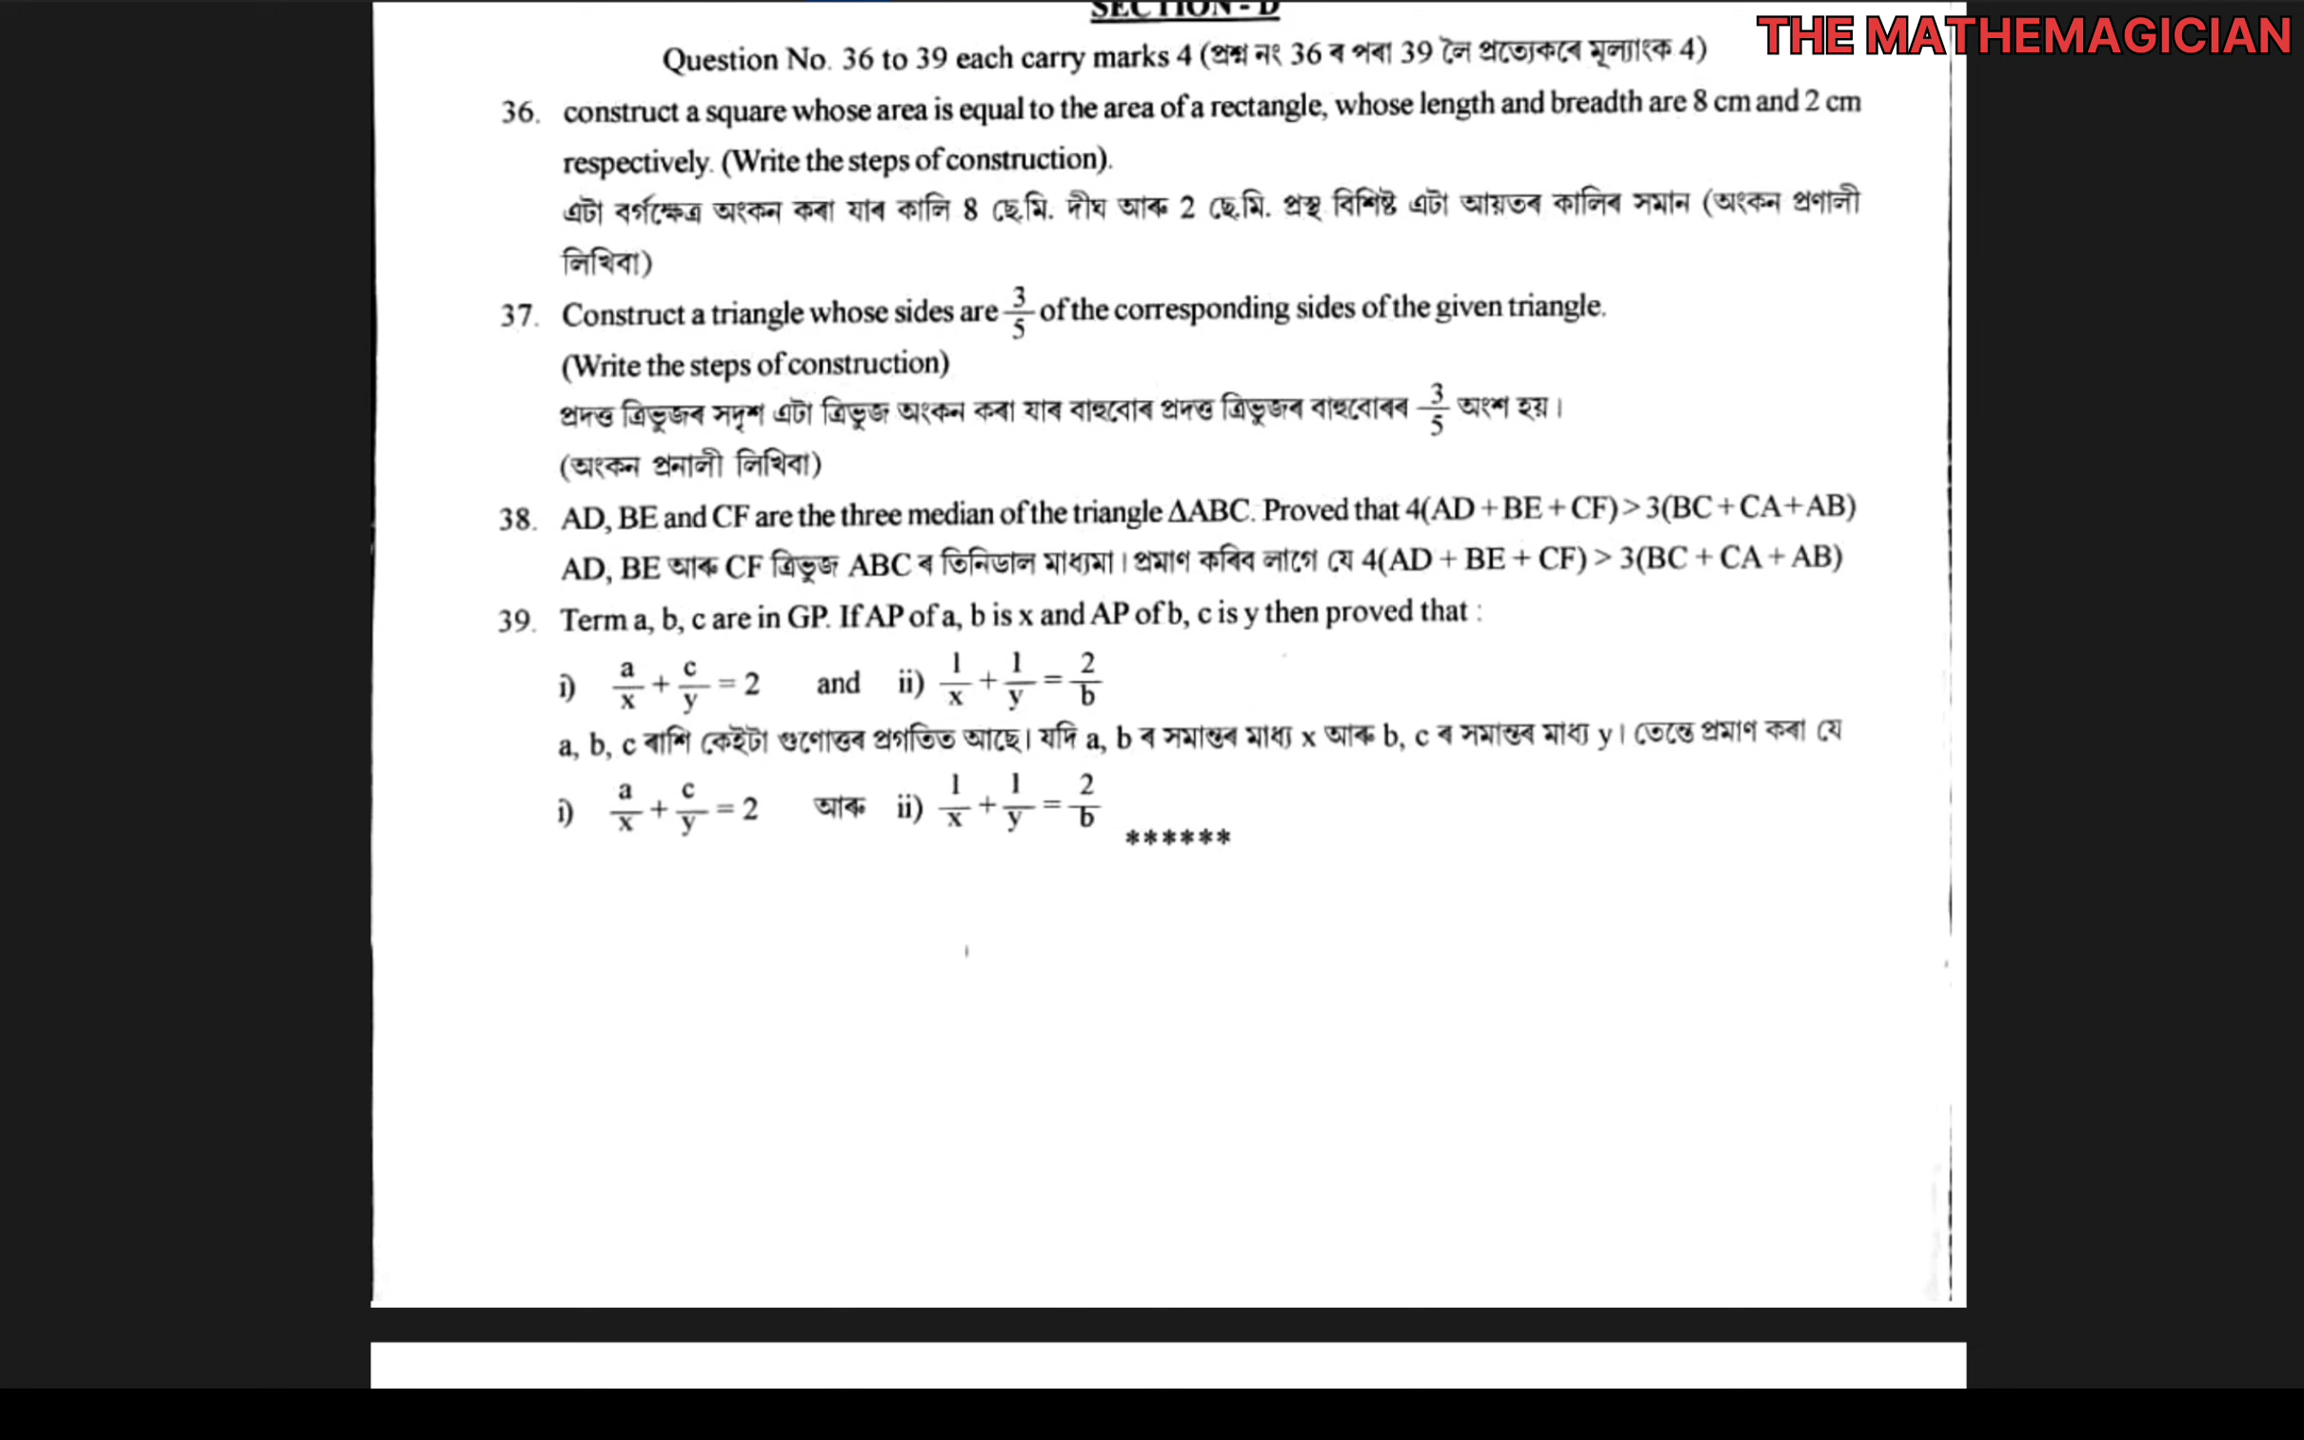 SECTION - D
THE MATHEMAGICIAN
Question No. 36 to 39 each carry marks 4 (প্রশ্ন নং 36 ৰ পৰা 39 লৈ প্ৰত্যেকৰে মূল্যাংক 4)
36. construct a square whose area is equal to the area of a rectangle, whose length and breadth are 8 cm and 2 cm
respectively. (Write the steps of construction).
এটা বৰ্গক্ষেত্ৰ অংকন কৰা যাৰ কালি 8 ছে.মি. দীঘ আৰু 2 ছে.মি. প্ৰস্থ বিশিষ্ট এটা আয়তৰ কালিৰ সমান (অংকন প্ৰণালী
লিখিবা)
37. Construct a triangle whose sides are 3/5 of the corresponding sides of the given triangle.
(Write the steps of construction)
প্ৰদত্ত ত্ৰিভূজৰ সদৃশ এটা ত্ৰিভূজ অংকন কৰা যাৰ বাহুবোৰ প্ৰদত্ত ত্ৰিভূজৰ বাহুবোৰৰ 3/5 অংশ হয়।
(অংকন প্ৰনালী লিখিবা)
38. AD, BE and CF are the three median of the triangle ΔABC. Proved that 4(AD + BE + CF) > 3(BC + CA + AB)
AD, BE আৰু CF ত্ৰিভূজ ABC ৰ তিনিডাল মাধ্যমা। প্ৰমাণ কৰিব লাগে যে 4(AD + BE + CF) > 3(BC + CA + AB)
39. Term a, b, c are in GP. If AP of a, b is x and AP of b, c is y then proved that :
i) a/x + c/y = 2 and ii) 1/x + 1/y = 2/b
a, b, c ৰাশি কেইটা গুণোত্তৰ প্ৰগতিত আছে। যদি a, b ৰ সমান্তৰ মাধ্য x আৰু b, c ৰ সমান্তৰ মাধ্য y। তেন্তে প্ৰমাণ কৰা যে
i) a/x + c/y = 2 আৰু ii) 1/x + 1/y = 2/b
******